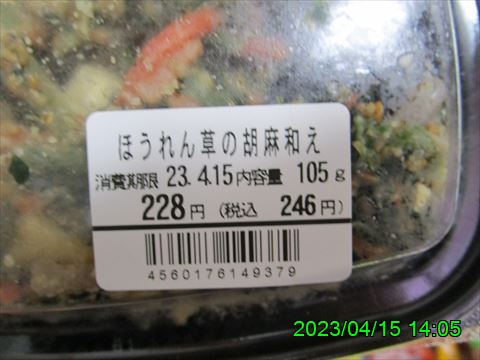 ほうれん草の胡麻和え
消費期限 23. 4.15 内容量 105g
228円 (税込 246円)
4560176149379
2023/04/15 14:05